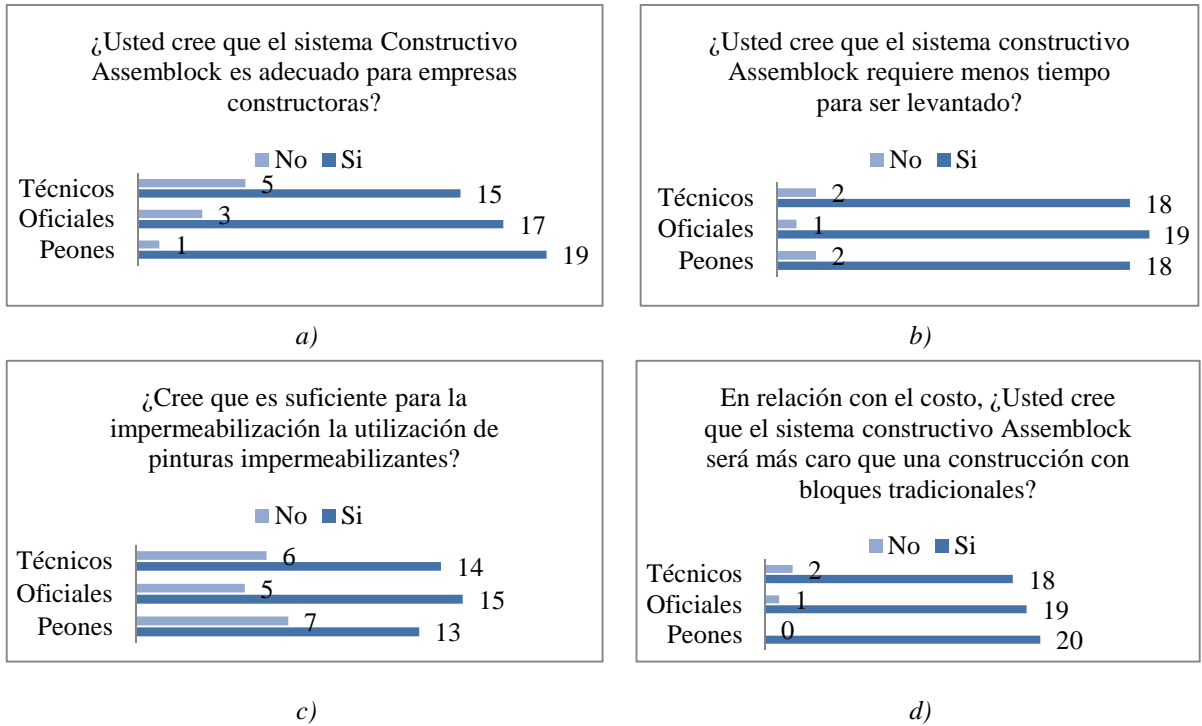 ¿Usted cree que el sistema Constructivo
Assemblock es adecuado para empresas
constructoras?
No Si
Técnicos 5 15
Oficiales 3 17
Peones 1 19
a)
¿Usted cree que el sistema constructivo
Assemblock requiere menos tiempo
para ser levantado?
No Si
Técnicos 2 18
Oficiales 1 19
Peones 2 18
b)
¿Cree que es suficiente para la
impermeabilización la utilización de
pinturas impermeabilizantes?
No Si
Técnicos 6 14
Oficiales 5 15
Peones 7 13
c)
En relación con el costo, ¿Usted cree
que el sistema constructivo Assemblock
será más caro que una construcción con
bloques tradicionales?
No Si
Técnicos 2 18
Oficiales 1 19
Peones 0 20
d)